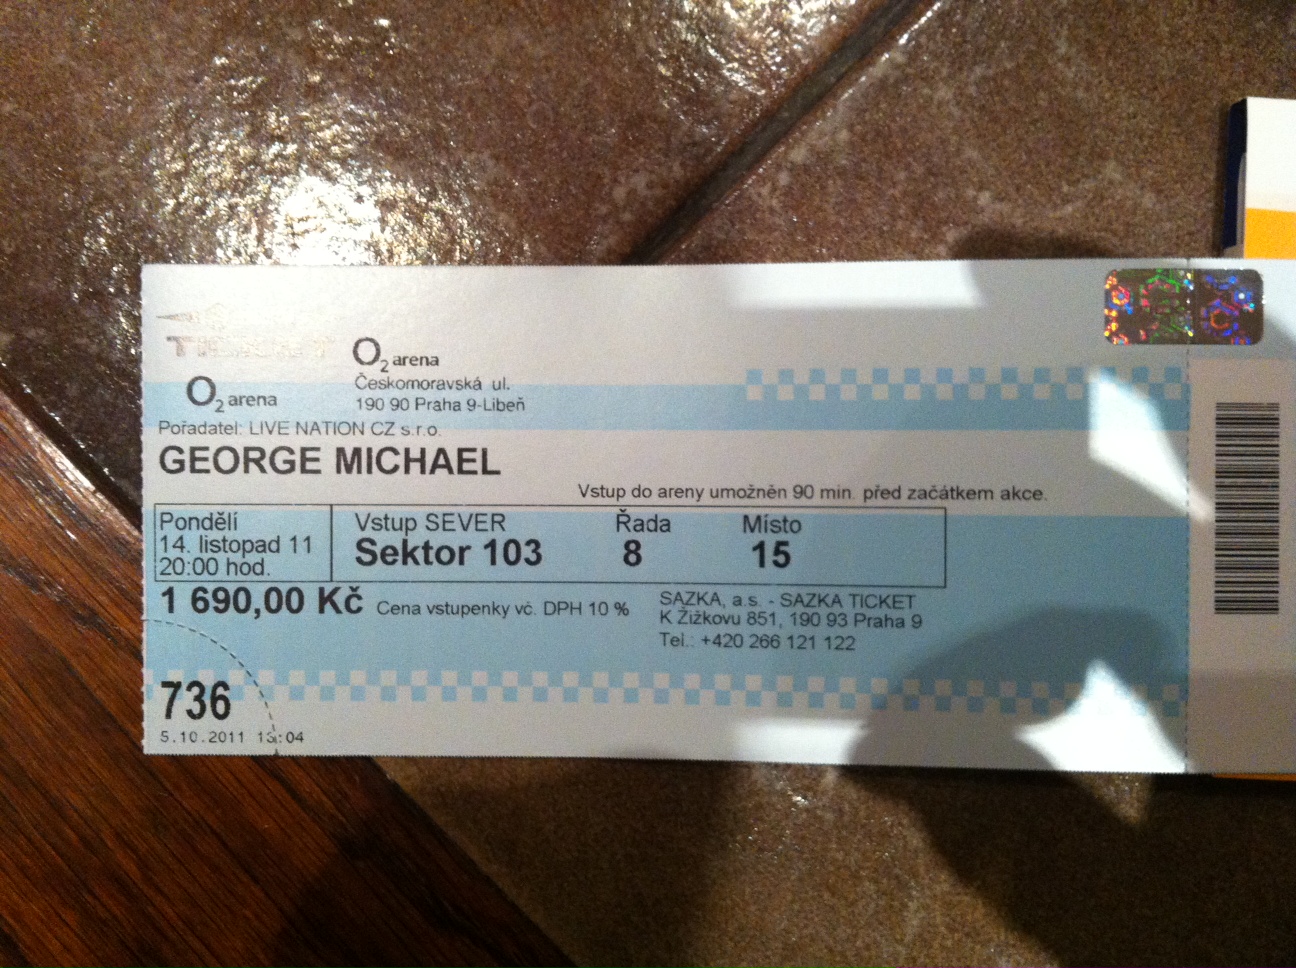 TICKET
O2 arena
O2 arena
Českomoravská ul.
190 90 Praha 9-Libeň
Pořadatel: LIVE NATION CZ s.r.o.
GEORGE MICHAEL
Vstup do areny umožněn 90 min. před začátkem akce.
Pondělí
14. listopad 11
20:00 hod.
Vstup SEVER
Sektor 103
Řada
8
Místo
15
1 690,00 Kč Cena vstupenky vč. DPH 10 %
SAZKA, a.s. - SAZKA TICKET
K Žižkovu 851, 190 93 Praha 9
Tel.: +420 266 121 122
736
5.10.2011